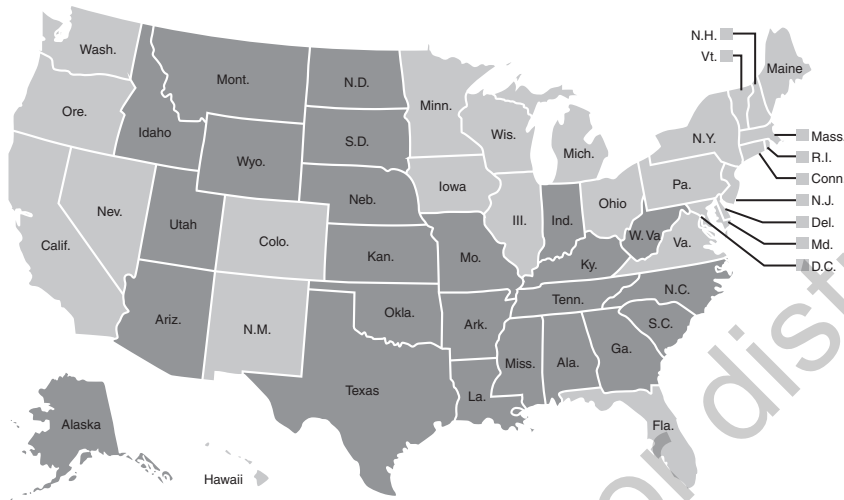 N.H.
Vt.
Wash.
Mont.
N.D.
Minn.
Maine
Ore.
Idaho
S.D.
Wis.
Mich.
N.Y.
Mass.
R.I.
Conn.
Wyo.
Iowa
Pa.
N.J.
Neb.
Ohio
Nev.
Utah
Ill.
Ind.
Del.
Calif.
Colo.
W. Va.
Va.
Md.
Kan.
Mo.
Ky.
D.C.
Ariz.
N.M.
Okla.
Ark.
Tenn.
N.C.
S.C.
Texas
La.
Miss.
Ala.
Ga.
Alaska
Hawaii
Fla.
or dist